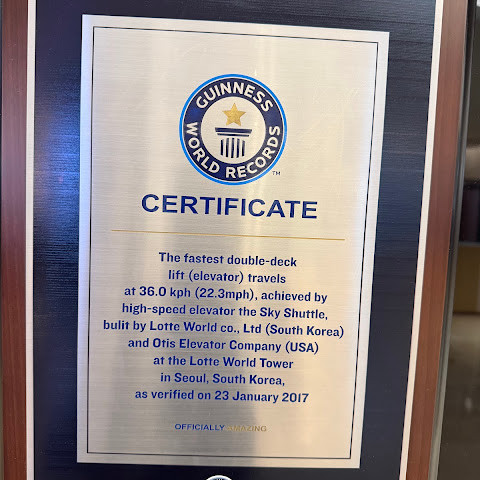 GUINNESS
WORLD RECORDS
TM
CERTIFICATE
The fastest double-deck
lift (elevator) travels
at 36.0 kph (22.3mph), achieved by
high-speed elevator the Sky Shuttle,
bulit by Lotte World co., Ltd (South Korea)
and Otis Elevator Company (USA)
at the Lotte World Tower
in Seoul, South Korea,
as verified on 23 January 2017
OFFICIALLY AMAZING